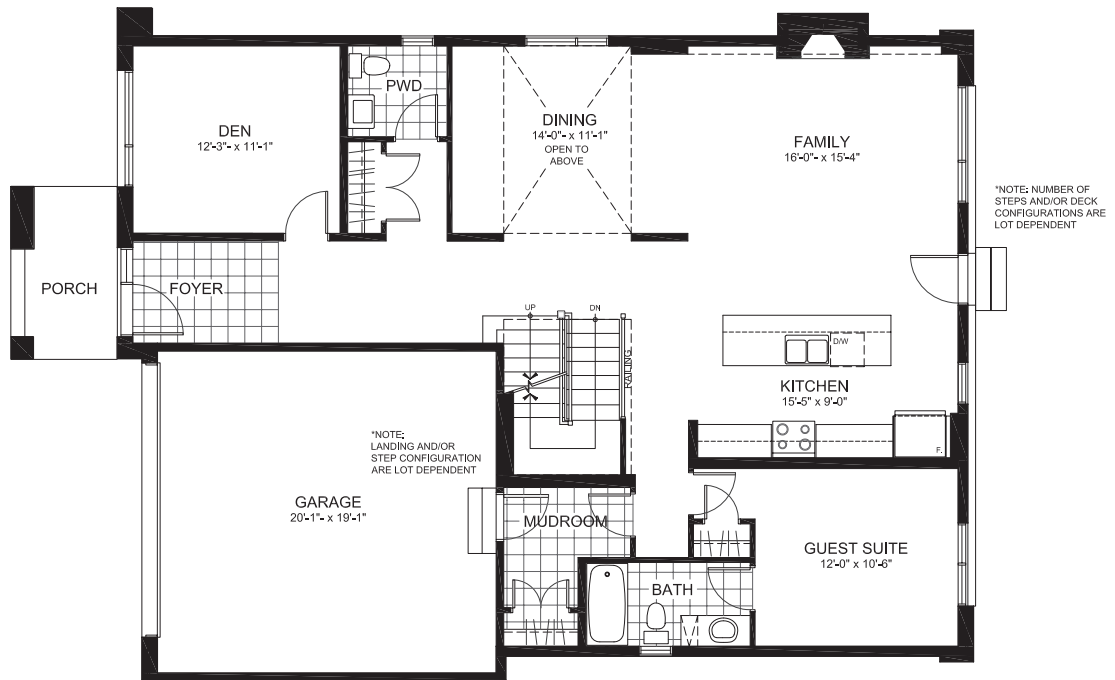 PWD
DEN
12'-3"- x 11'-1"
DINING
14'-0"- x 11'-1"
OPEN TO
ABOVE
FAMILY
16'-0"- x 15'-4"
*NOTE: NUMBER OF
STEPS AND/OR DECK
CONFIGURATIONS ARE
LOT DEPENDENT
PORCH
FOYER
UP
DN
RAILING
D/W
KITCHEN
15'-5" x 9'-0"
F.
*NOTE:
LANDING AND/OR
STEP CONFIGURATION
ARE LOT DEPENDENT
GARAGE
20'-1"- x 19'-1"
MUDROOM
GUEST SUITE
12'-0" x 10'-6"
BATH